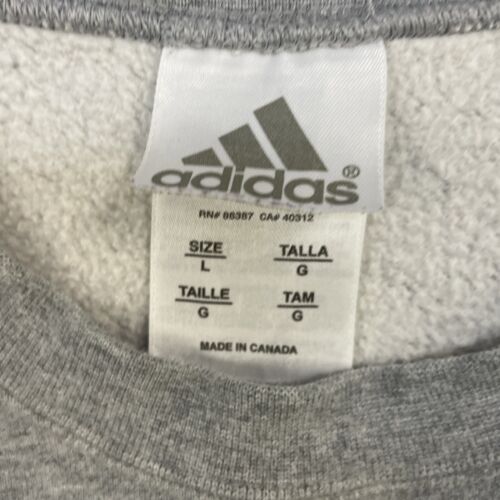 adidas®
RN# 88387 CA# 40312
SIZE TALLA
L G
TAILLE TAM
G G
MADE IN CANADA